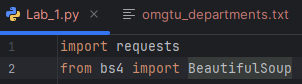 Lab_1.py omgtu_departments.txt
1 import requests
2 from bs4 import BeautifulSoup